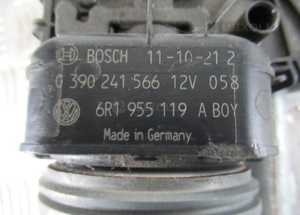 BOSCH 11-10-21 2
0 390 241 566 12V 058
6R1 955 119 A BOY
Made in Germany